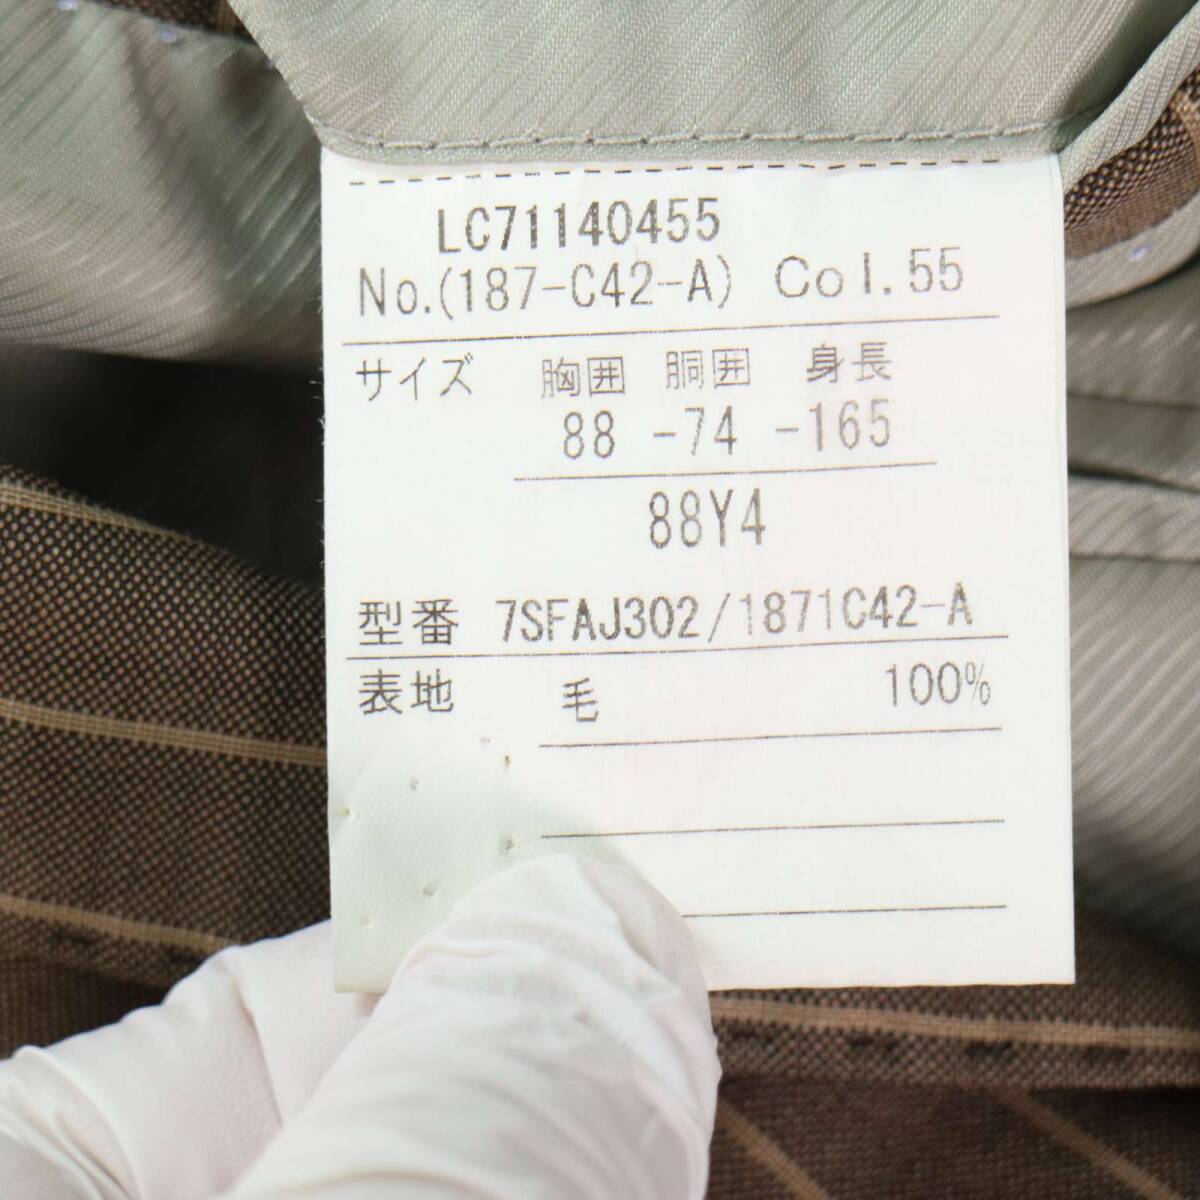 LC71140455
No.(187-C42-A) Col.55
サイズ 胸囲 胴囲 身長
88 -74 -165
88Y4
型番 7SFAJ302/1871C42-A
表地 毛 100%